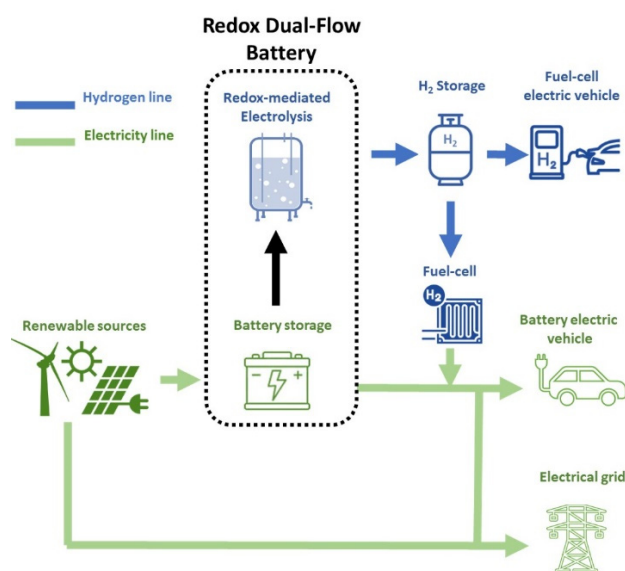 Redox Dual-Flow
Battery
Hydrogen line
Electricity line
Redox-mediated
Electrolysis
H₂ Storage
H₂
Fuel-cell
electric vehicle
H₂
Fuel-cell
H₂
Renewable sources
Battery storage
- +
Battery electric
vehicle
Electrical grid